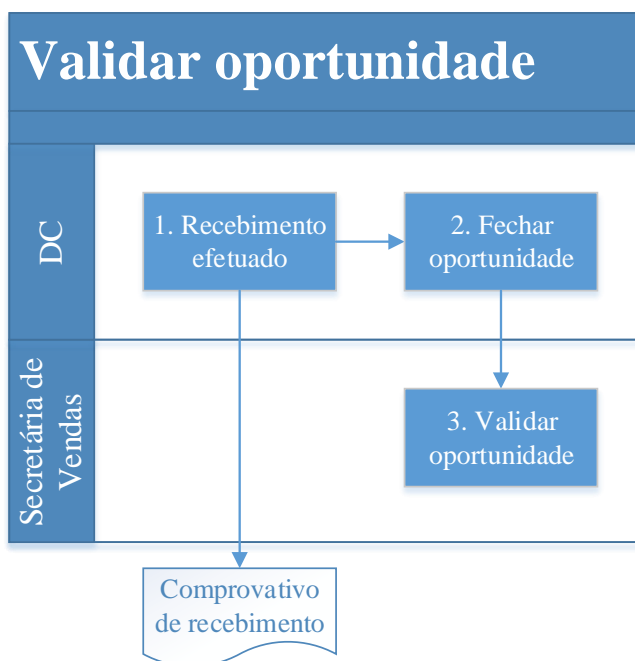 Validar oportunidade
DC
1. Recebimento
efetuado
2. Fechar
oportunidade
Secretária de
Vendas
3. Validar
oportunidade
Comprovativo
de recebimento